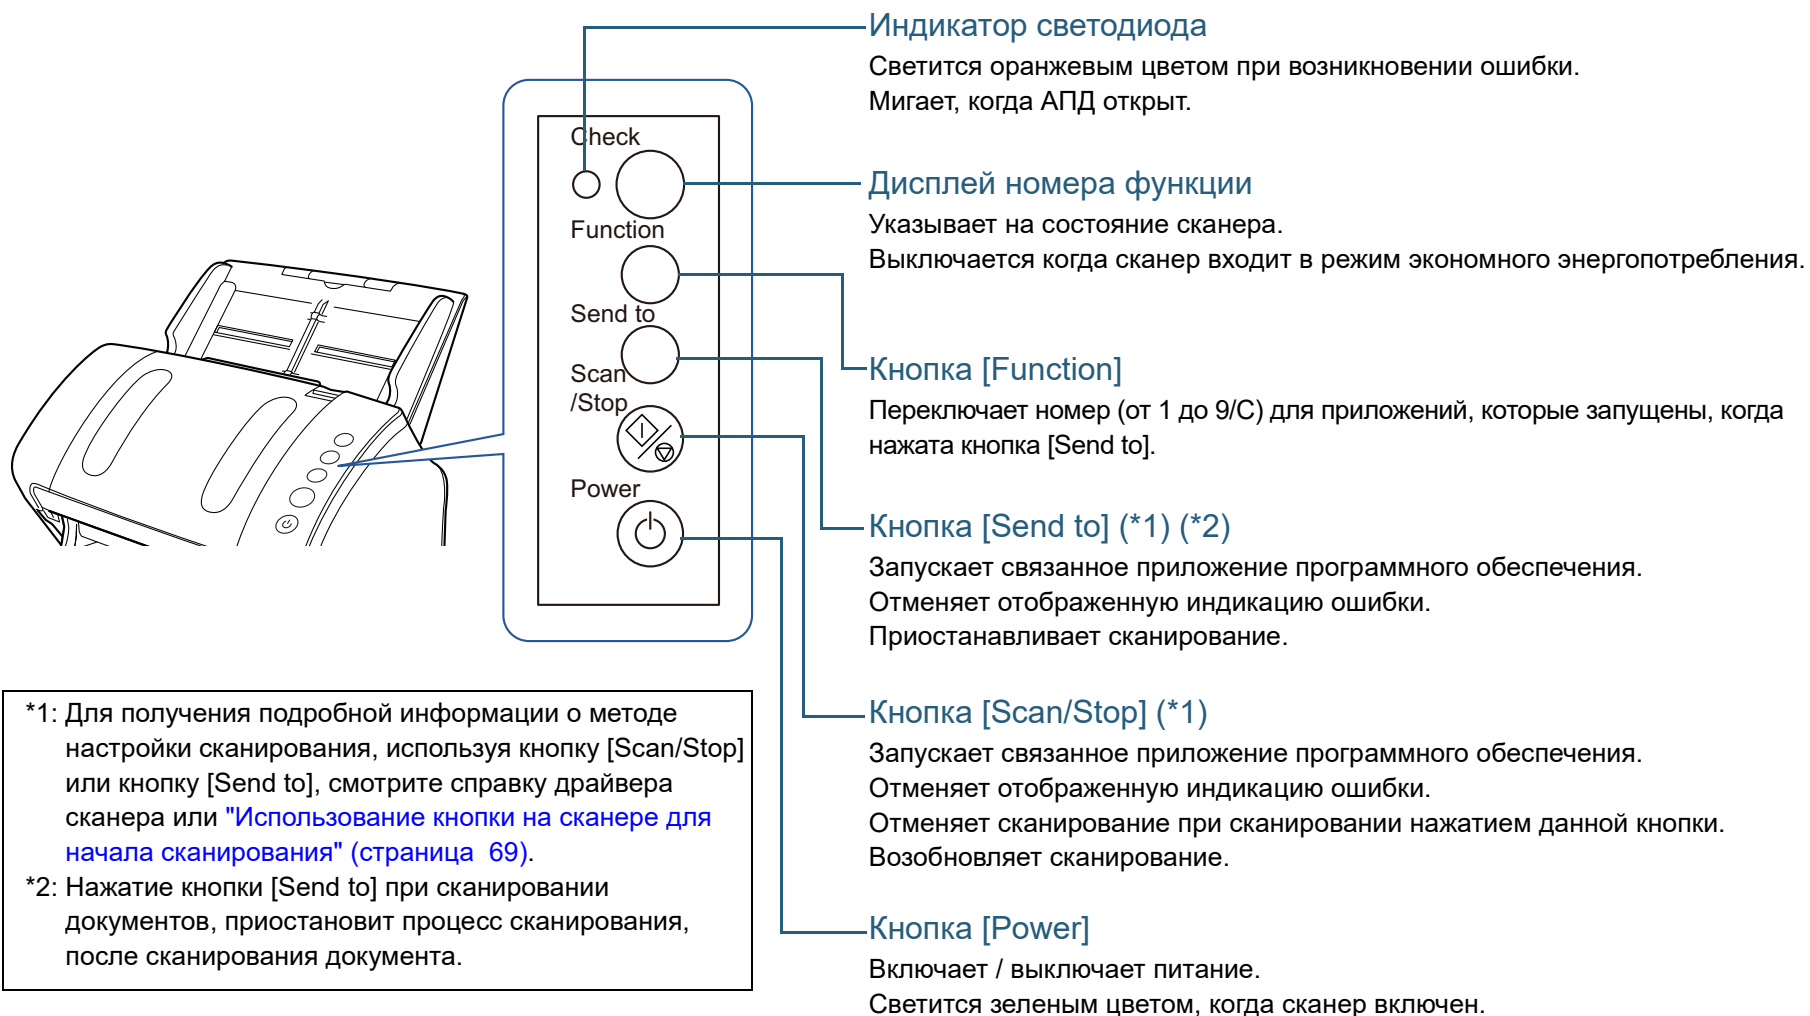 Индикатор светодиода
Светится оранжевым цветом при возникновении ошибки.
Мигает, когда АПД открыт.
Check
Дисплей номера функции
Указывает на состояние сканера.
Выключается когда сканер входит в режим экономного энергопотребления.
Function
Send to
Scan
/Stop
Power
Кнопка [Function]
Переключает номер (от 1 до 9/C) для приложений, которые запущены, когда
нажата кнопка [Send to].
Кнопка [Send to] (*1) (*2)
Запускает связанное приложение программного обеспечения.
Отменяет отображенную индикацию ошибки.
Приостанавливает сканирование.
Кнопка [Scan/Stop] (*1)
Запускает связанное приложение программного обеспечения.
Отменяет отображенную индикацию ошибки.
Отменяет сканирование при сканировании нажатием данной кнопки.
Возобновляет сканирование.
Кнопка [Power]
Включает / выключает питание.
Светится зеленым цветом, когда сканер включен.
*1: Для получения подробной информации о методе
настройки сканирования, используя кнопку [Scan/Stop]
или кнопку [Send to], смотрите справку драйвера
сканера или "Использование кнопки на сканере для
начала сканирования" (страница 69).
*2: Нажатие кнопки [Send to] при сканировании
документов, приостановит процесс сканирования,
после сканирования документа.